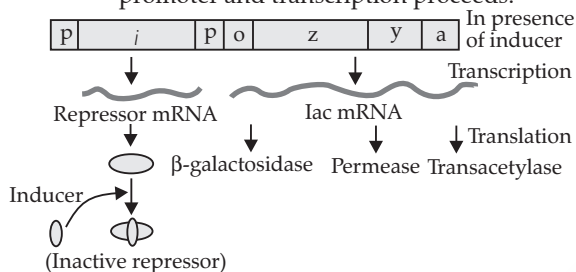 promoter and transcription proceeds.
p i p o z y a
In presence
of inducer
Transcription
Repressor mRNA
Iac mRNA
Translation
β-galactosidase Permease Transacetylase
Inducer
(Inactive repressor)